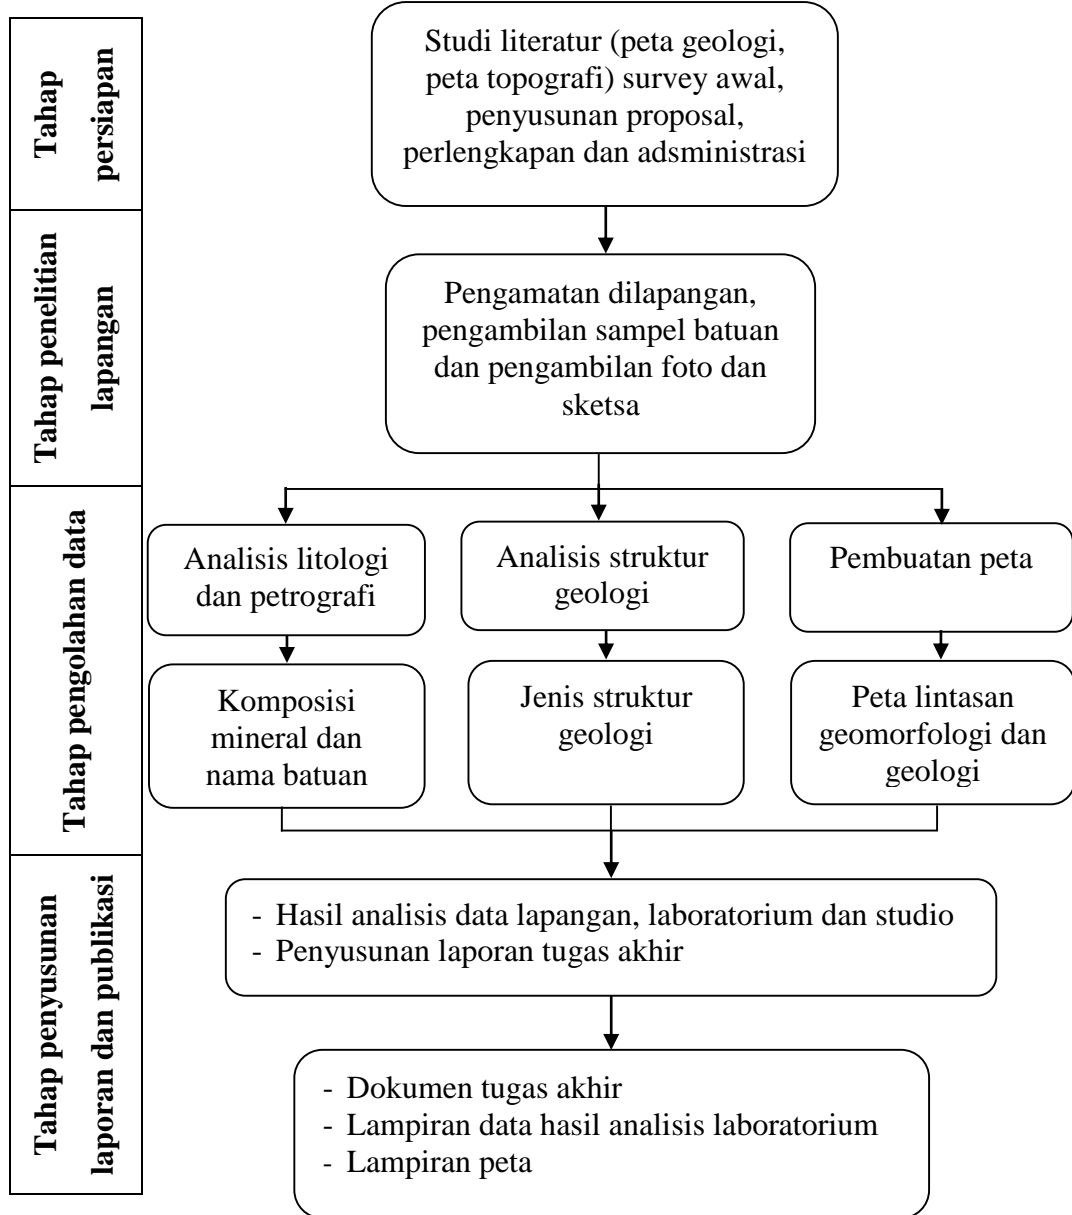 Tahap
persiapan
Studi literatur (peta geologi,
peta topografi) survey awal,
penyusunan proposal,
perlengkapan dan adsministrasi
Tahap penelitian
lapangan
Pengamatan dilapangan,
pengambilan sampel batuan
dan pengambilan foto dan
sketsa
Tahap pengolahan data
Analisis litologi
dan petrografi
Analisis struktur
geologi
Pembuatan peta
Komposisi
mineral dan
nama batuan
Jenis struktur
geologi
Peta lintasan
geomorfologi dan
geologi
Tahap penyusunan
laporan dan publikasi
- Hasil analisis data lapangan, laboratorium dan studio
- Penyusunan laporan tugas akhir
- Dokumen tugas akhir
- Lampiran data hasil analisis laboratorium
- Lampiran peta